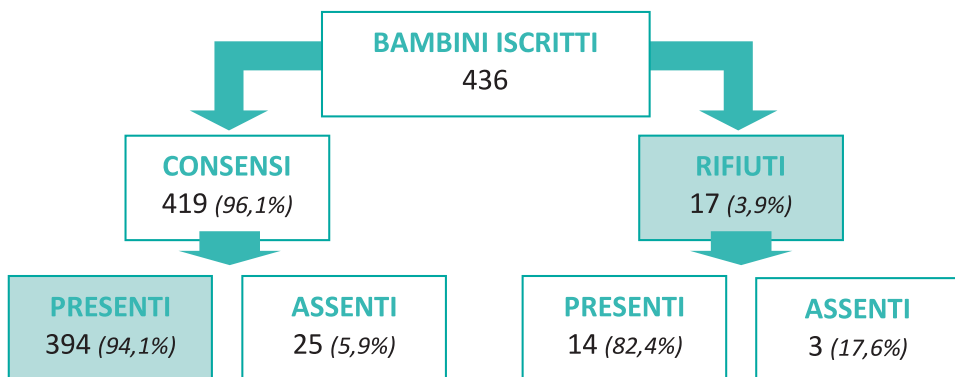 BAMBINI ISCRITTI
436
CONSENSI
419 (96,1%)
RIFIUTI
17 (3,9%)
PRESENTI
394 (94,1%)
ASSENTI
25 (5,9%)
PRESENTI
14 (82,4%)
ASSENTI
3 (17,6%)